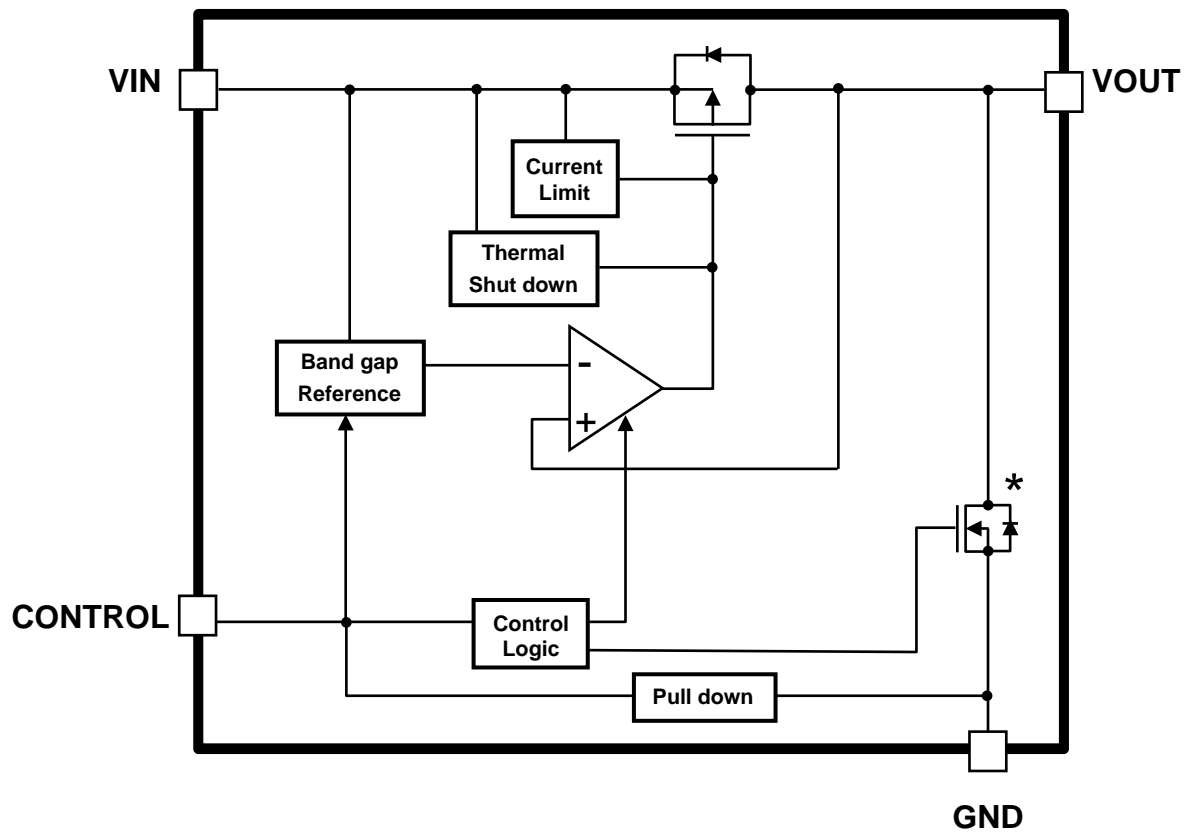 VIN
VOUT
Current
Limit
Thermal
Shut down
Band gap
Reference
-
+
*
CONTROL
Control
Logic
Pull down
GND